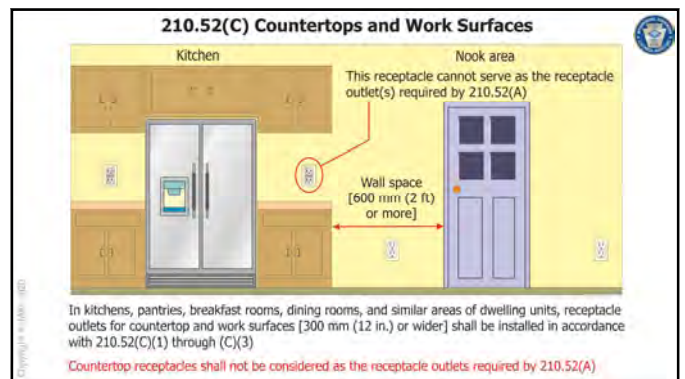 210.52(C) Countertops and Work Surfaces
Kitchen
Nook area
This receptacle cannot serve as the receptacle
outlet(s) required by 210.52(A)
Wall space
[600 mm (2 ft)
or more]
In kitchens, pantries, breakfast rooms, dining rooms, and similar areas of dwelling units, receptacle
outlets for countertop and work surfaces [300 mm (12 in.) or wider] shall be installed in accordance
with 210.52(C)(1) through (C)(3)
Countertop receptacles shall not be considered as the receptacle outlets required by 210.52(A)